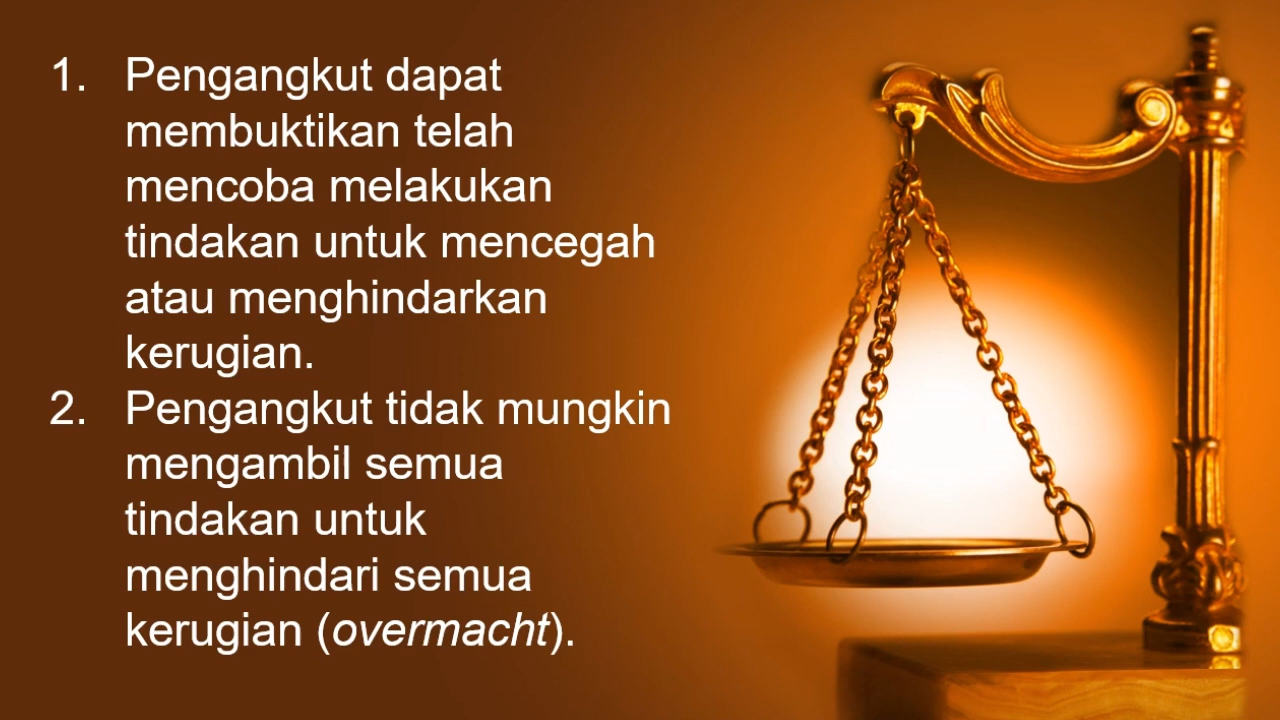 1. Pengangkut dapat
membuktikan telah
mencoba melakukan
tindakan untuk mencegah
atau menghindarkan
kerugian.
2. Pengangkut tidak mungkin
mengambil semua
tindakan untuk
menghindari semua
kerugian (overmacht).